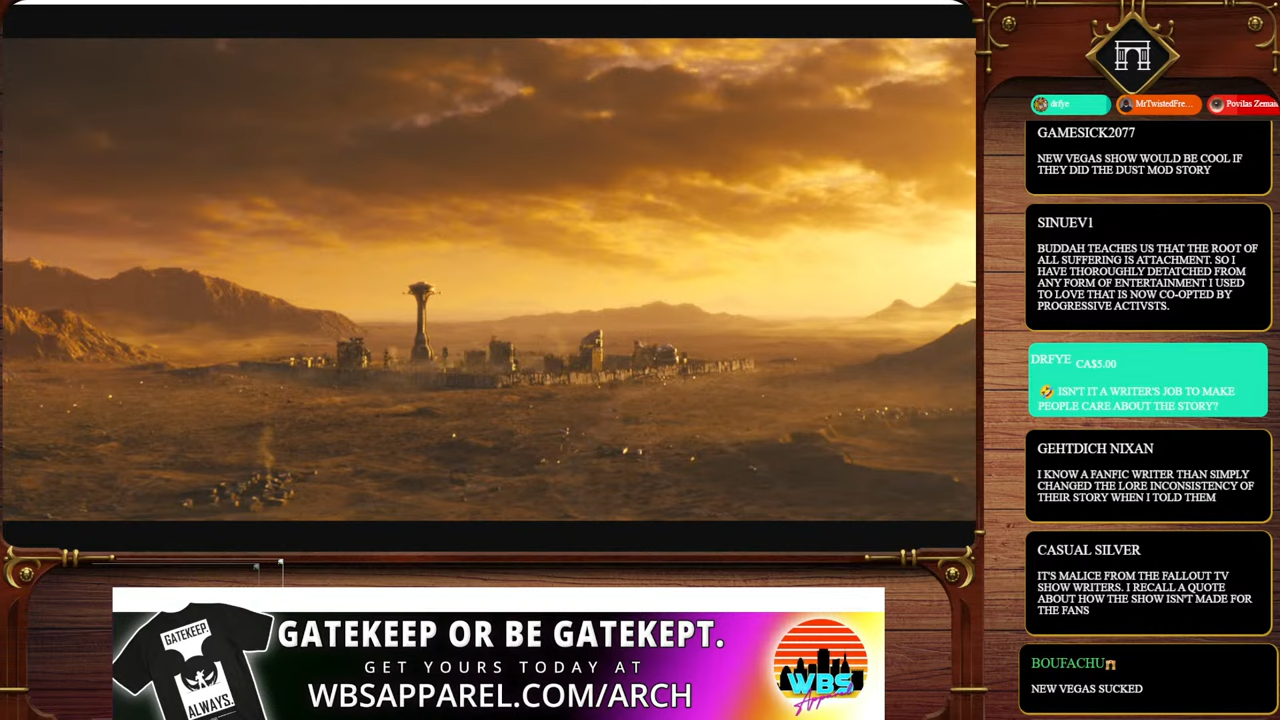 drfye
MrTwistedFre...
Povilas Zeman
GAMESICK2077
NEW VEGAS SHOW WOULD BE COOL IF
THEY DID THE DUST MOD STORY
SINUEV1
BUDDAH TEACHES US THAT THE ROOT OF
ALL SUFFERING IS ATTACHMENT. SO I
HAVE THOROUGHLY DETATCHED FROM
ANY FORM OF ENTERTAINMENT I USED
TO LOVE THAT IS NOW CO-OPTED BY
PROGRESSIVE ACTIVSTS.
DRFYE CA$5.00
🤣 ISN'T IT A WRITER'S JOB TO MAKE
PEOPLE CARE ABOUT THE STORY?
GEHTDICH NIXAN
I KNOW A FANFIC WRITER THAN SIMPLY
CHANGED THE LORE INCONSISTENCY OF
THEIR STORY WHEN I TOLD THEM
CASUAL SILVER
IT'S MALICE FROM THE FALLOUT TV
SHOW WRITERS. I RECALL A QUOTE
ABOUT HOW THE SHOW ISN'T MADE FOR
THE FANS
BOUFACHU
NEW VEGAS SUCKED
GATEKEEP.
ALWAYS.
GATEKEEP OR BE GATEKEPT.
GET YOURS TODAY AT
WBSAPPAREL.COM/ARCH
WBS
Apparel